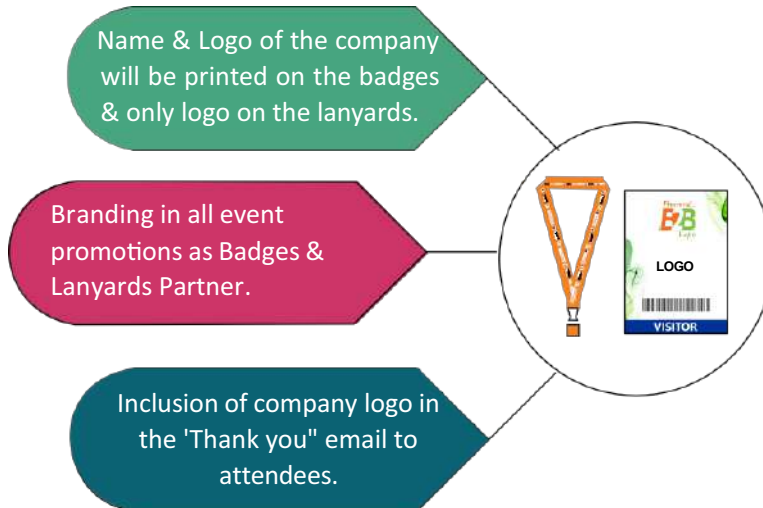 Name & Logo of the company
will be printed on the badges
& only logo on the lanyards.
Branding in all event
promotions as Badges &
Lanyards Partner.
Inclusion of company logo in
the 'Thank you" email to
attendees.
B2B
LOGO
VISITOR